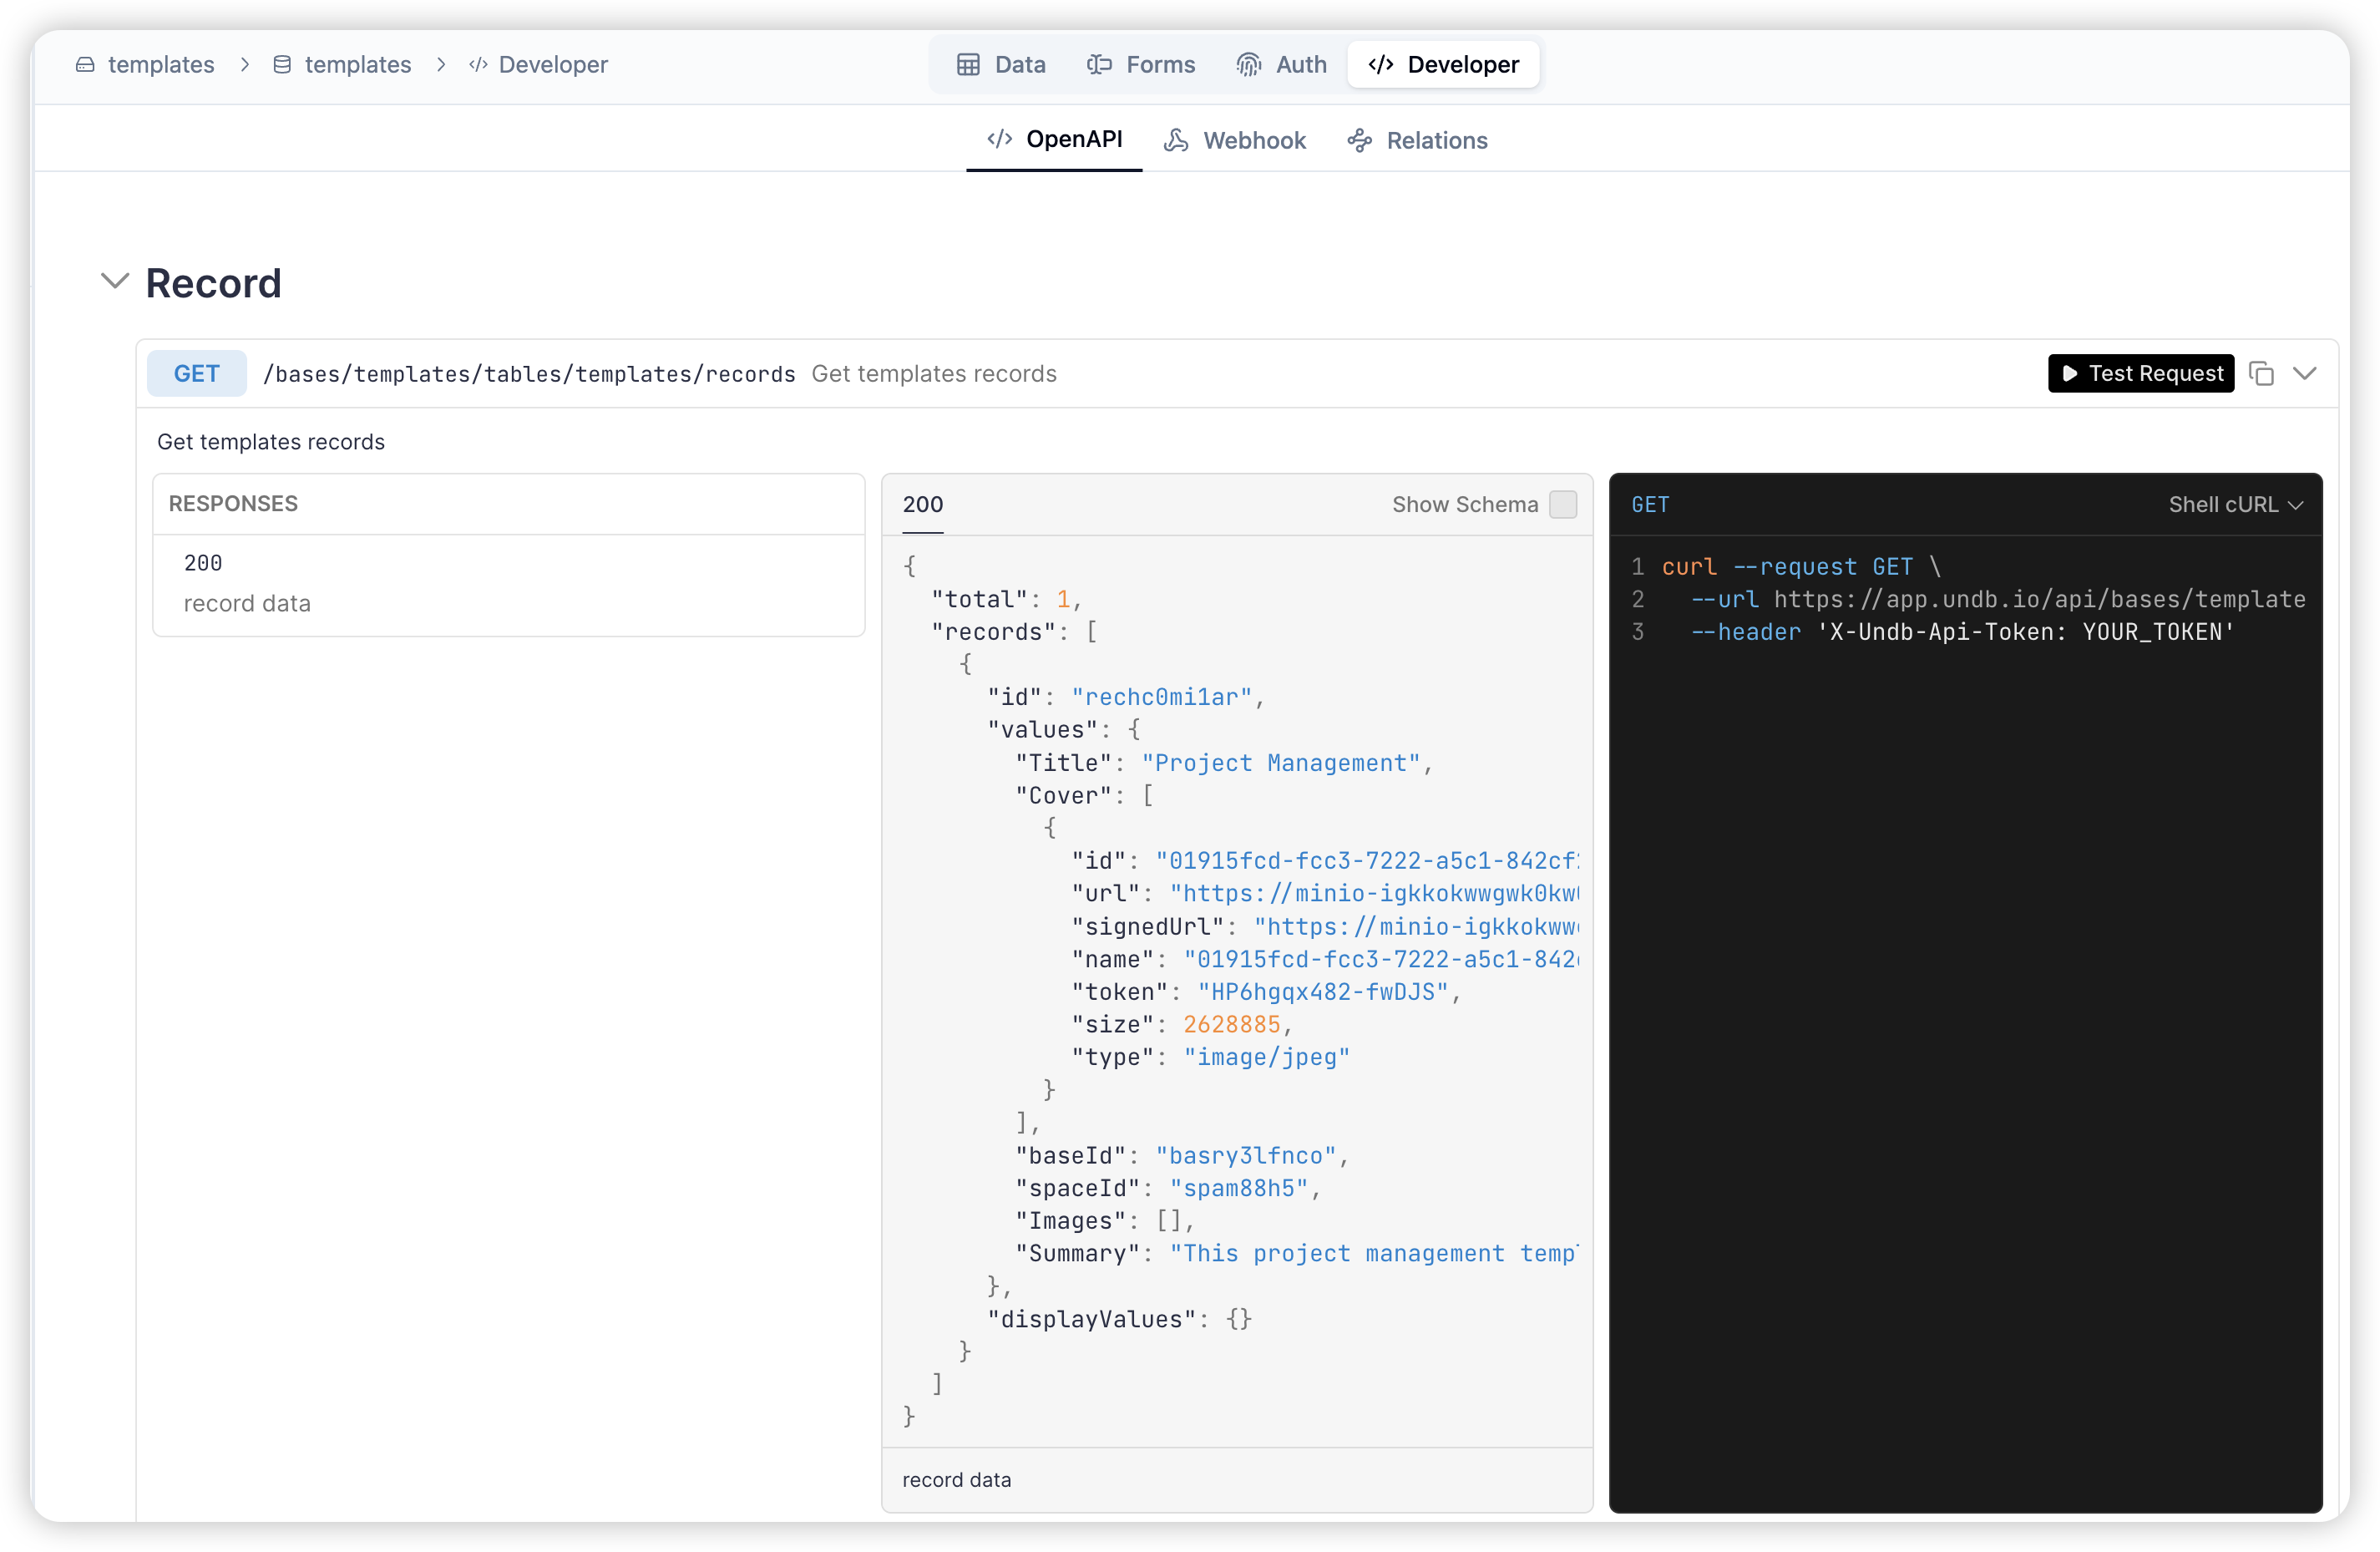 templates > templates > Developer
Data Forms Auth Developer
OpenAPI Webhook Relations
Record
GET /bases/templates/tables/templates/records Get templates records Test Request
Get templates records
RESPONSES
200
record data
200 Show Schema
{
"total": 1,
"records": [
{
"id": "rechc0mi1ar",
"values": {
"Title": "Project Management",
"Cover": [
{
"id": "01915fcd-fcc3-7222-a5c1-842cf
"url": "https://minio-igkkokwwgwk0kw
"signedUrl": "https://minio-igkkokww
"name": "01915fcd-fcc3-7222-a5c1-842
"token": "HP6hgqx482-fwDJS",
"size": 2628885,
"type": "image/jpeg"
}
],
"baseId": "basry3lfnco",
"spaceId": "spam88h5",
"Images": [],
"Summary": "This project management temp
},
"displayValues": {}
}
]
}
record data
GET Shell cURL
1 curl --request GET \
2 --url https://app.undb.io/api/bases/template
3 --header 'X-Undb-Api-Token: YOUR_TOKEN'